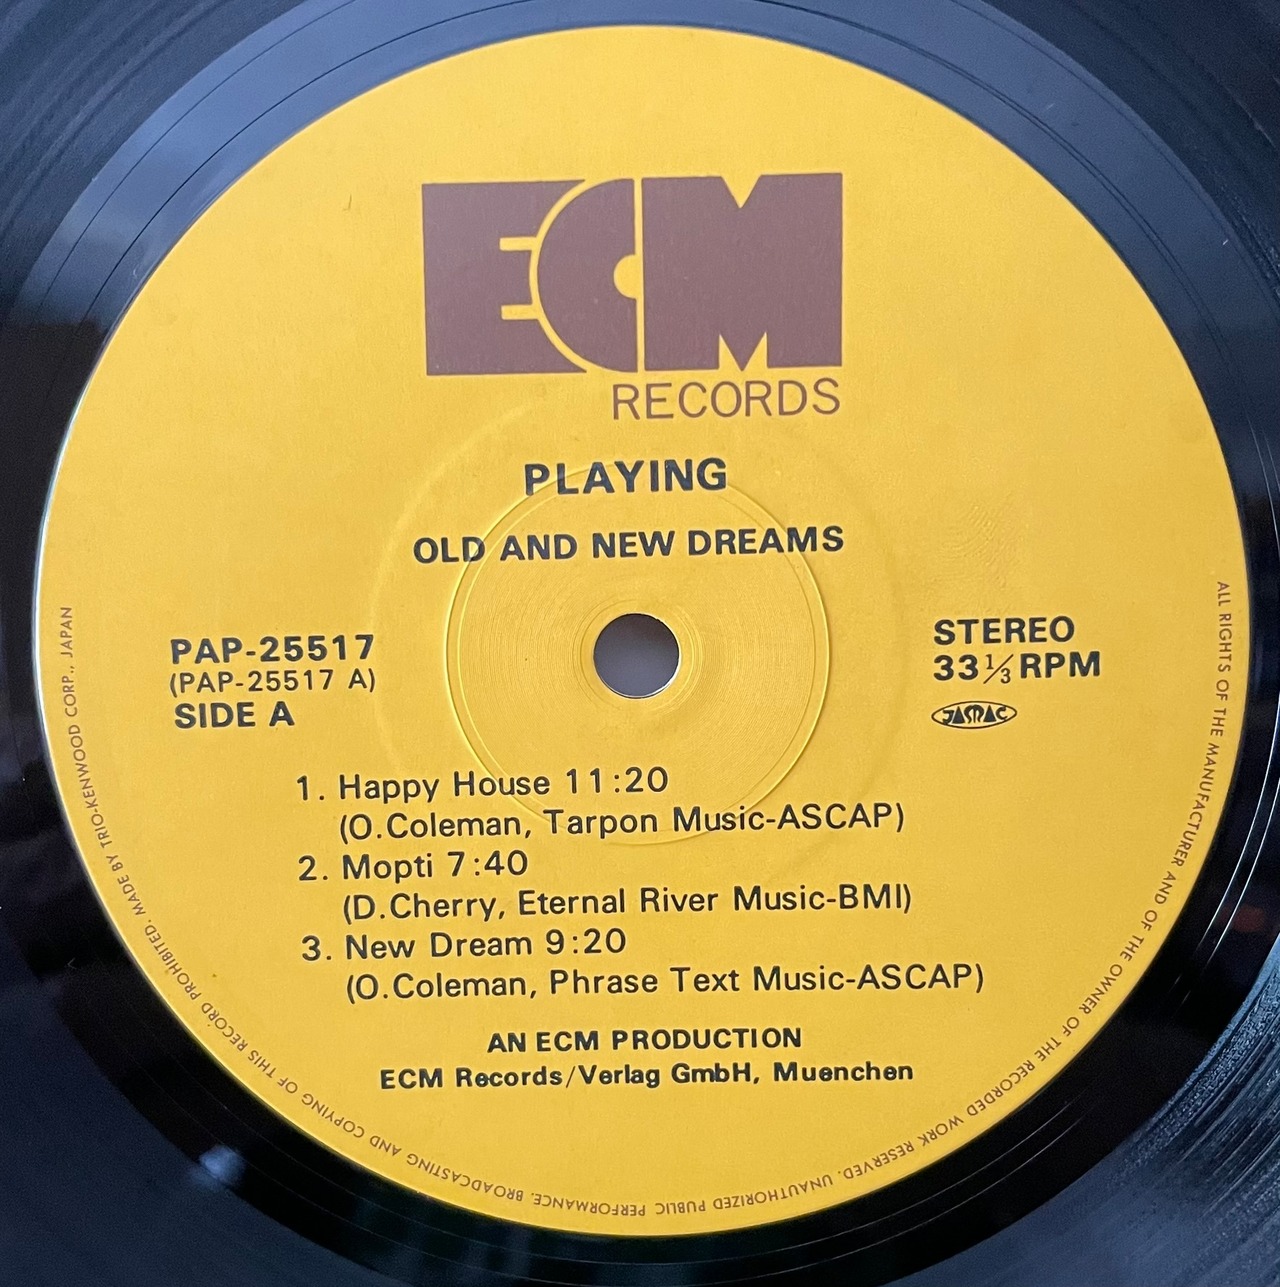 ECM
RECORDS
PLAYING
OLD AND NEW DREAMS
PAP-25517
(PAP-25517 A)
SIDE A
STEREO
33 1/3 RPM
JASRAC
1. Happy House 11:20
(O.Coleman, Tarpon Music-ASCAP)
2. Mopti 7:40
(D.Cherry, Eternal River Music-BMI)
3. New Dream 9:20
(O.Coleman, Phrase Text Music-ASCAP)
AN ECM PRODUCTION
ECM Records/Verlag GmbH, Muenchen
ALL RIGHTS OF THE MANUFACTURER AND OF THE OWNER OF THE RECORDED WORK RESERVED. UNAUTHORIZED PUBLIC PERFORMANCE. BROADCASTING AND COPYING OF THIS RECORD PROHIBITED. MADE BY TRIO-KENWOOD CORP., JAPAN